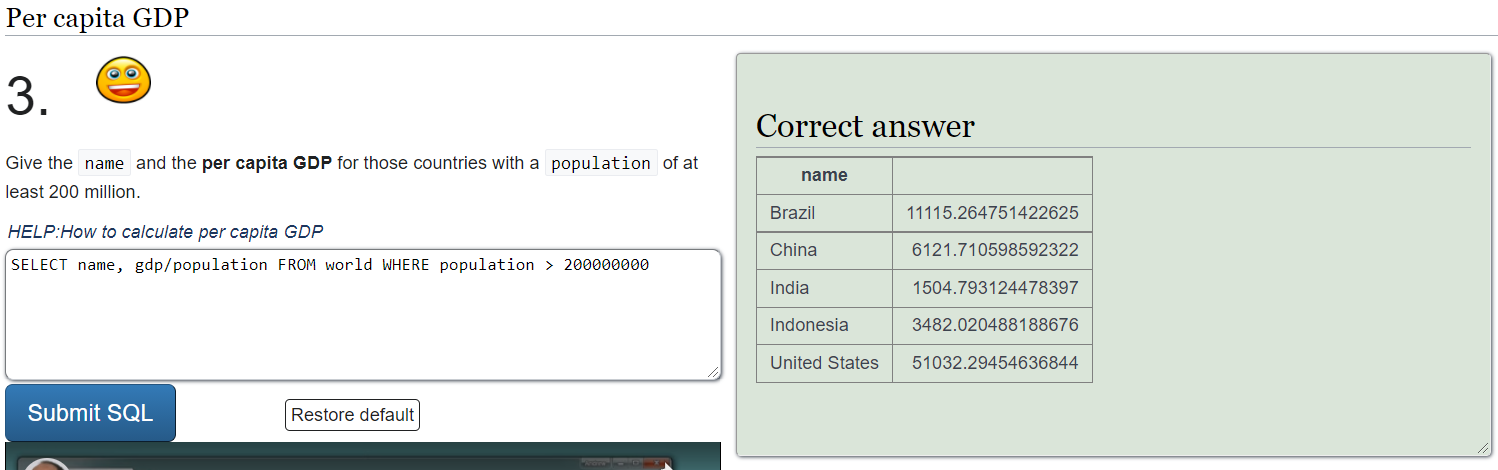 Per capita GDP
3.
Give the name and the per capita GDP for those countries with a population of at
least 200 million.
HELP:How to calculate per capita GDP
SELECT name, gdp/population FROM world WHERE population > 200000000
Submit SQL
Restore default
Correct answer
name
Brazil 11115.264751422625
China 6121.710598592322
India 1504.793124478397
Indonesia 3482.020488188676
United States 51032.29454636844